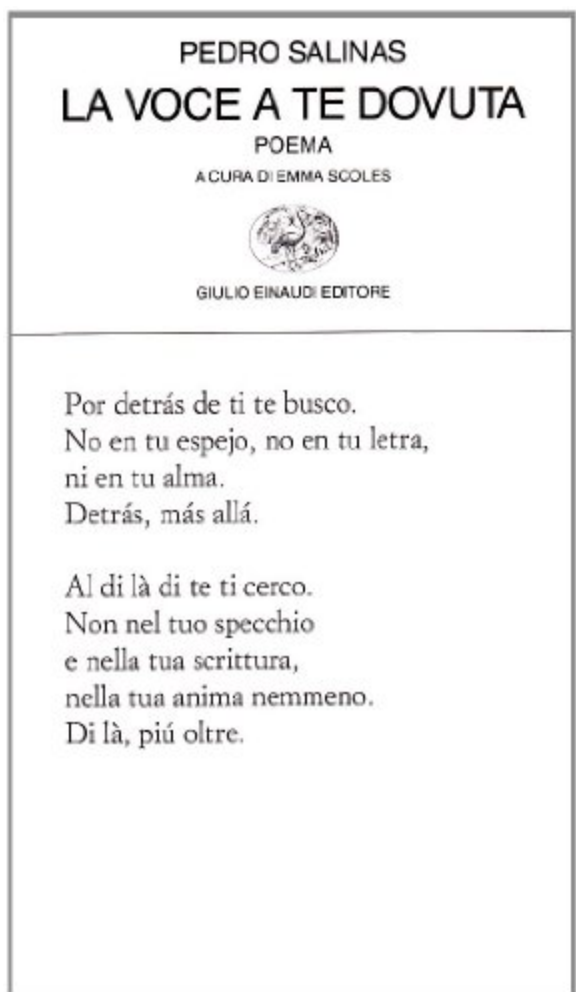 PEDRO SALINAS
LA VOCE A TE DOVUTA
POEMA
A CURA DI EMMA SCOLES
GIULIO EINAUDI EDITORE
Por detrás de ti te busco.
No en tu espejo, no en tu letra,
ni en tu alma.
Detrás, más allá.
Al di là di te ti cerco.
Non nel tuo specchio
e nella tua scrittura,
nella tua anima nemmeno.
Di là, piú oltre.